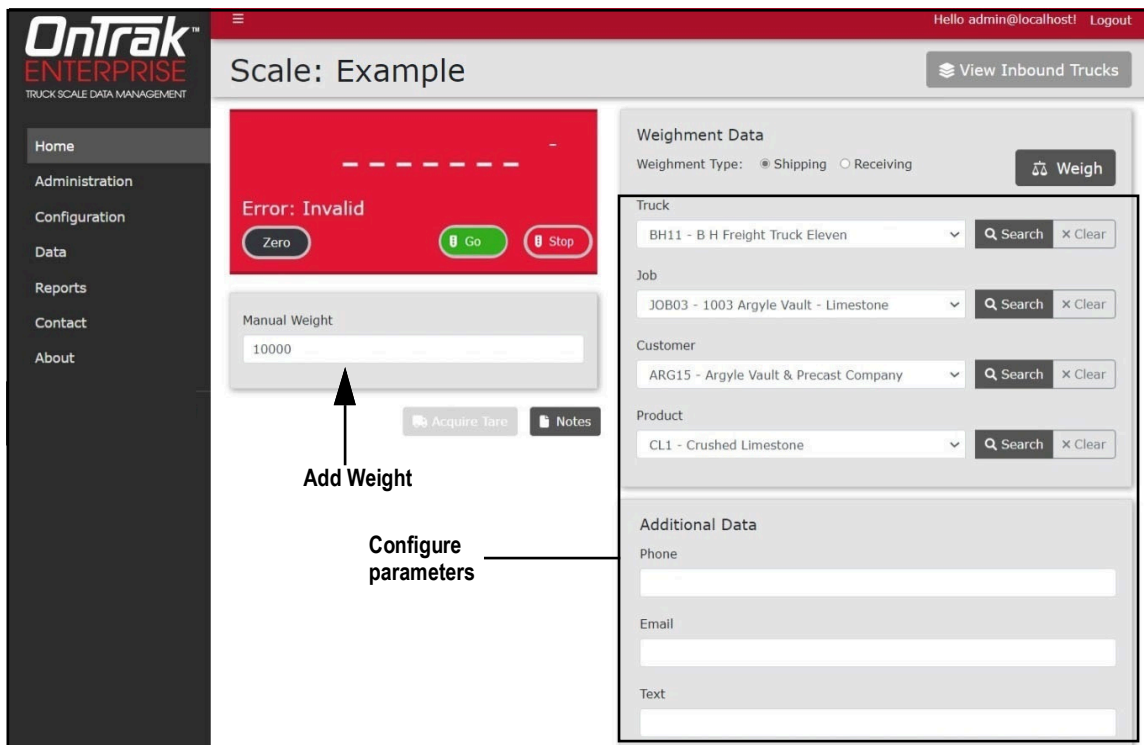 OnTrak™
ENTERPRISE
TRUCK SCALE DATA MANAGEMENT
Home
Administration
Configuration
Data
Reports
Contact
About
Hello admin@localhost! Logout
Scale: Example
View Inbound Trucks
Error: Invalid
Zero
Go
Stop
Manual Weight
10000
Acquire Tare
Notes
Add Weight
Configure
parameters
Weighment Data
Weighment Type: Shipping Receiving
Weigh
Truck
BH11 - B H Freight Truck Eleven
Search
× Clear
Job
JOB03 - 1003 Argyle Vault - Limestone
Search
× Clear
Customer
ARG15 - Argyle Vault & Precast Company
Search
× Clear
Product
CL1 - Crushed Limestone
Search
× Clear
Additional Data
Phone
Email
Text